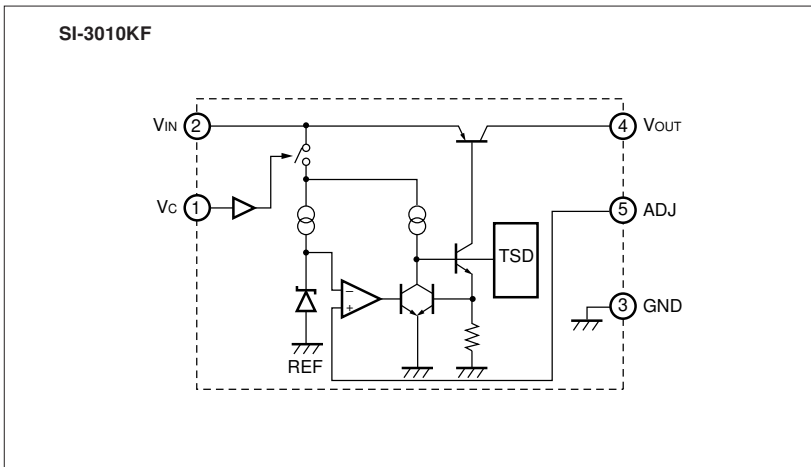 SI-3010KF
VIN 2
4 VOUT
VC 1
5 ADJ
TSD
− +
3 GND
REF